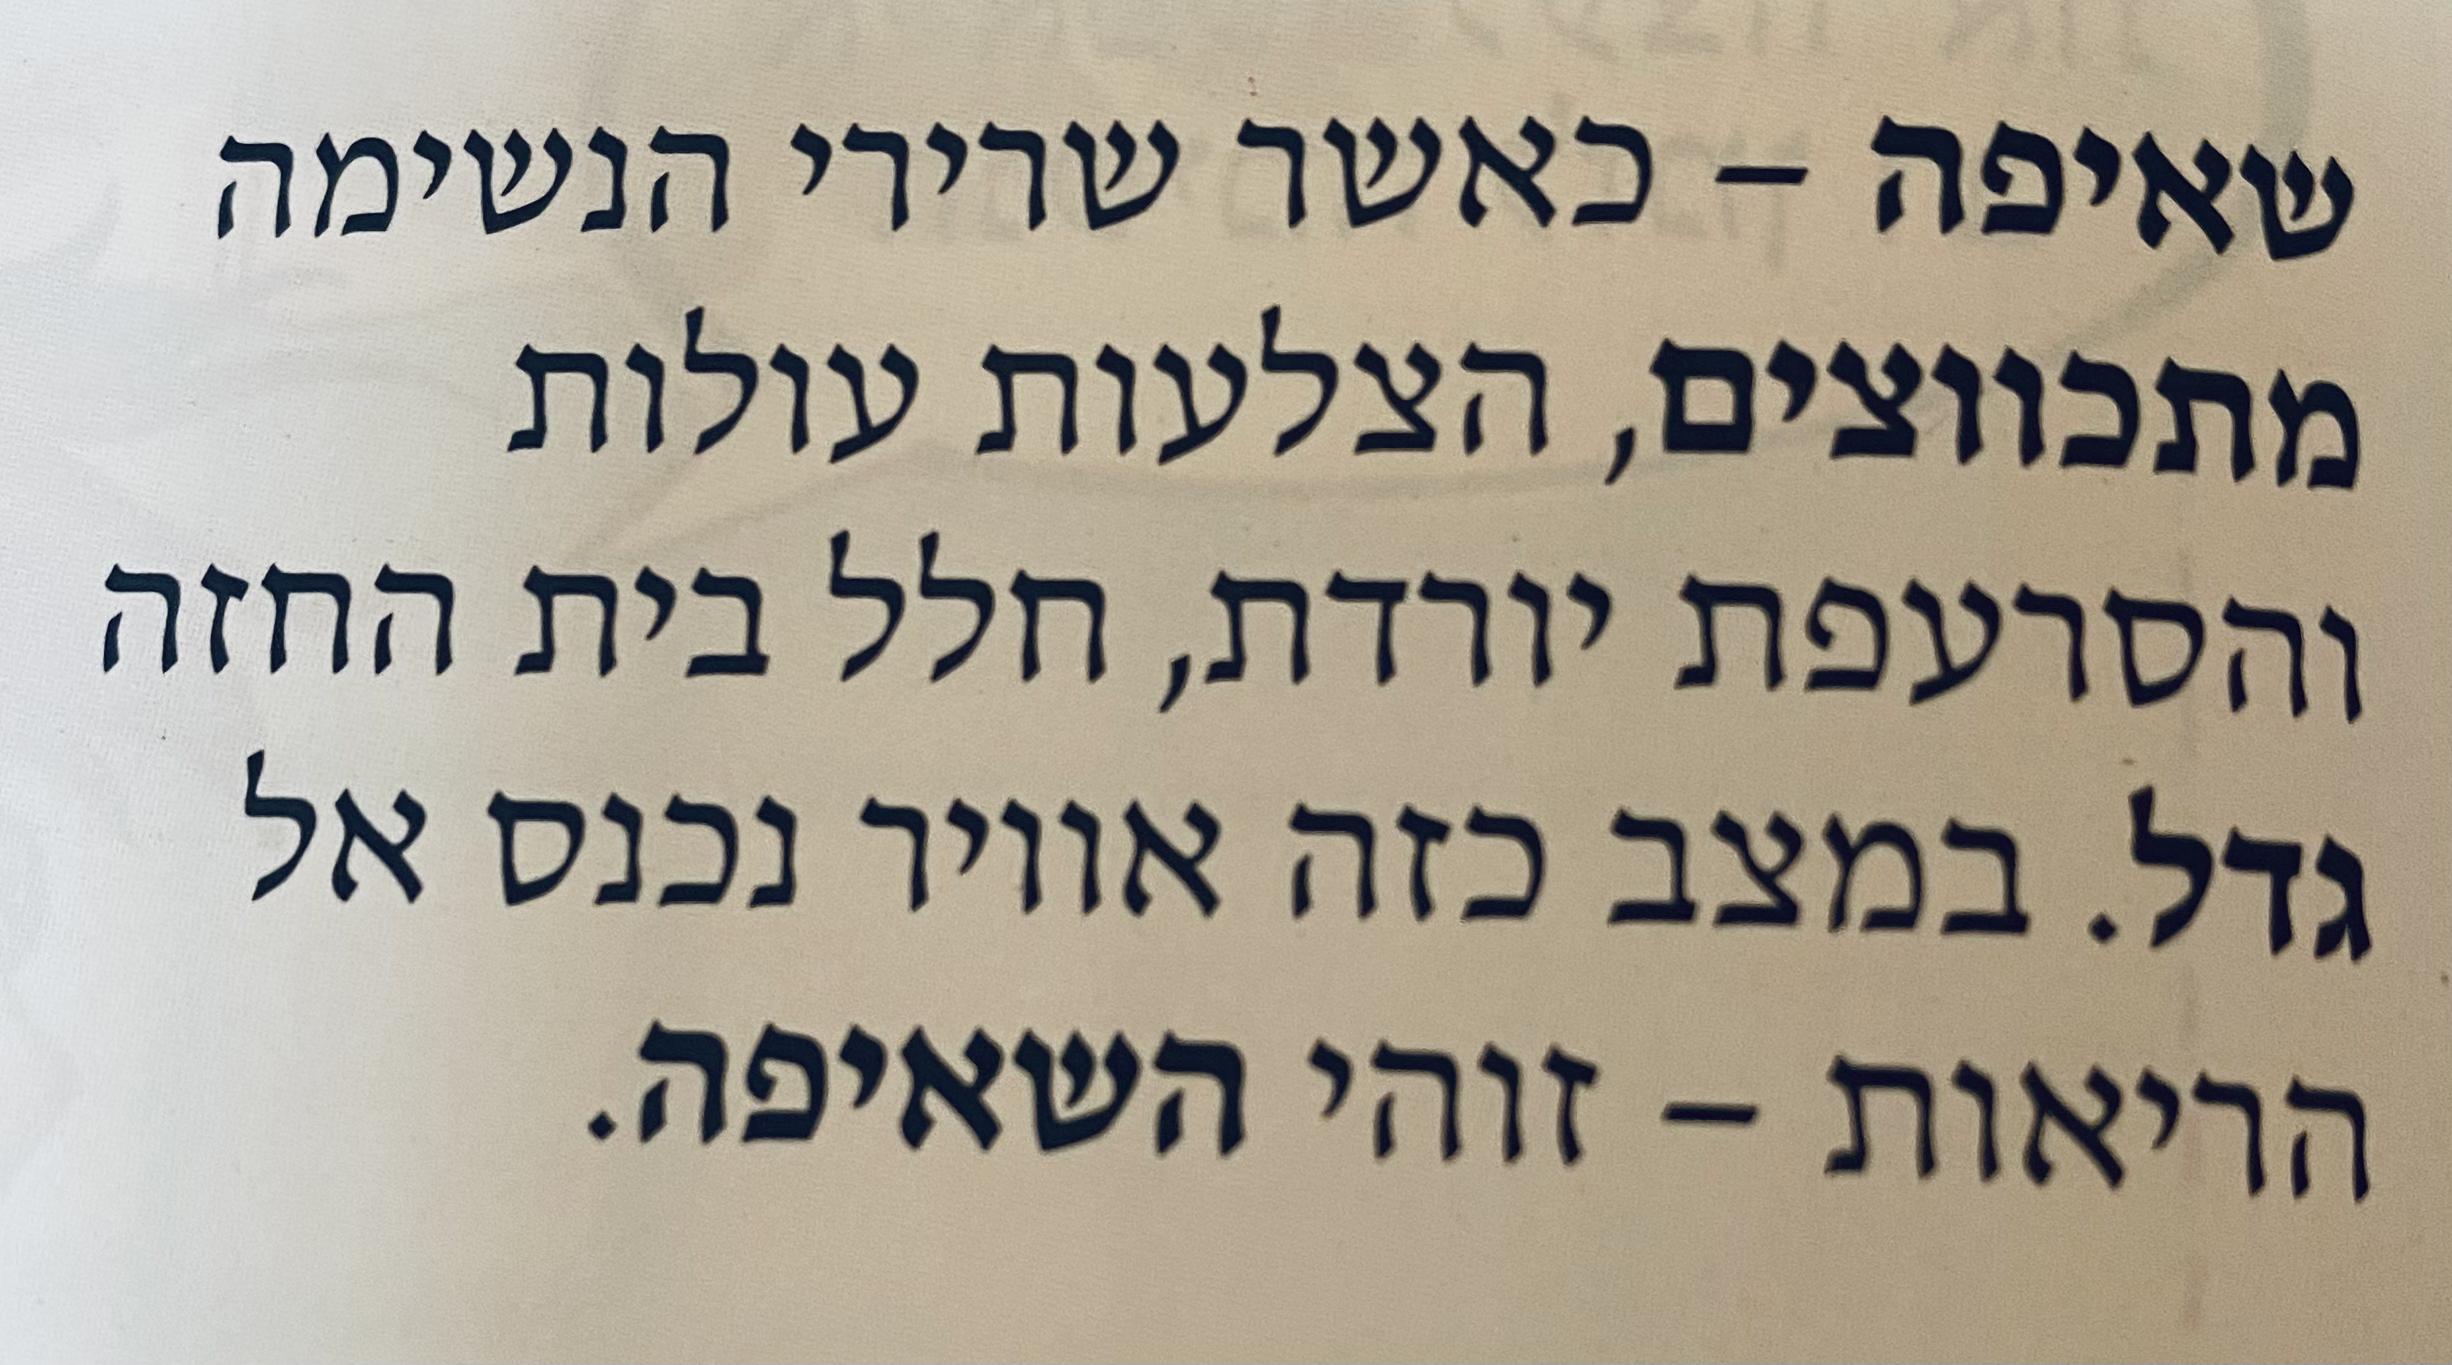 שאיפה – כאשר שרירי הנשימה
מתכווצים, הצלעות עולות
והסרעפת יורדת, חלל בית החזה
גדל. במצב כזה אוויר נכנס אל
הריאות – זוהי השאיפה.